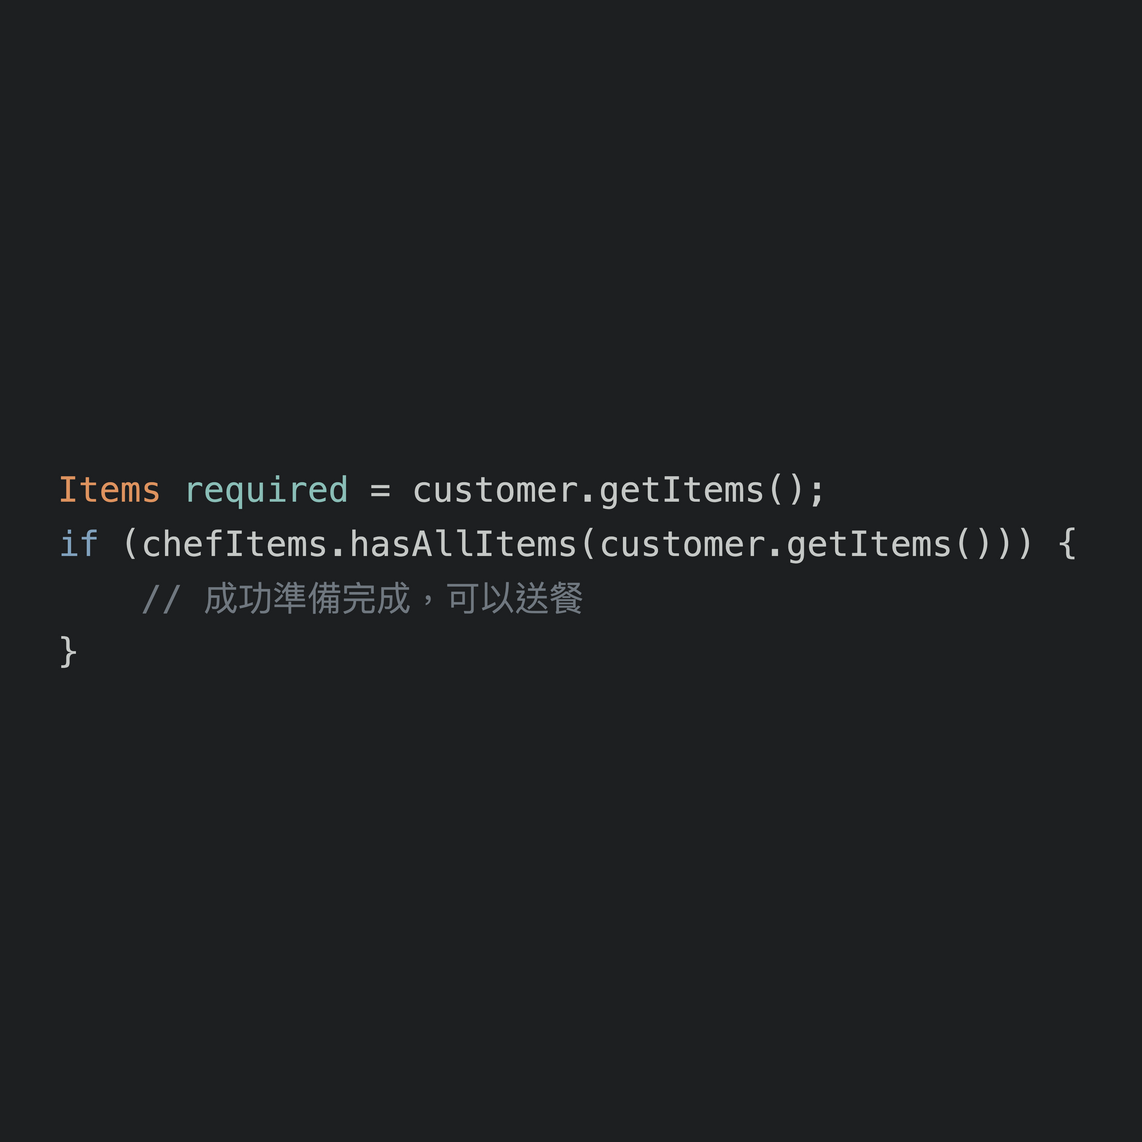 Items required = customer.getItems();
if (chefItems.hasAllItems(customer.getItems())) {
    // 成功準備完成，可以送餐
}